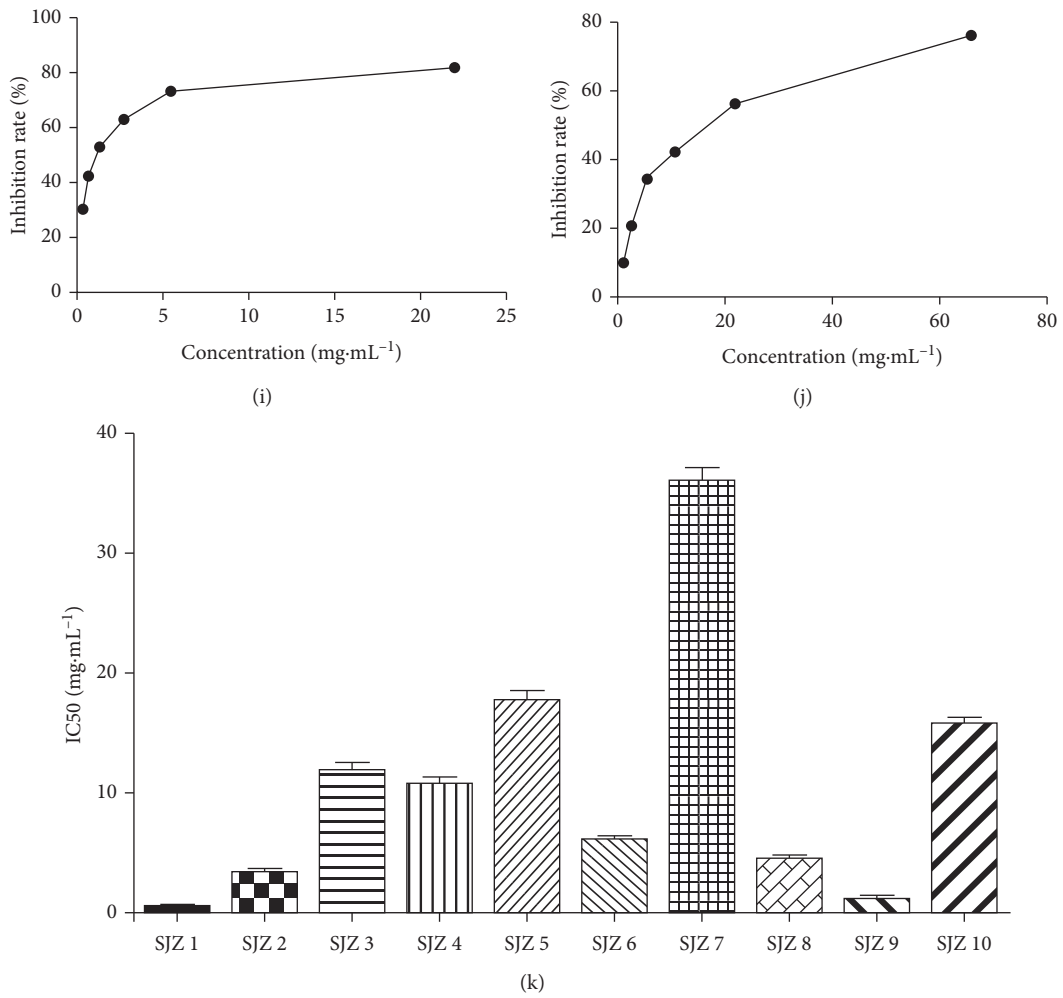 100
80
60
40
20
0
Inhibition rate (%)
0 5 10 15 20 25
Concentration (mg·mL⁻¹)
(i)
80
60
40
20
0
Inhibition rate (%)
0 20 40 60 80
Concentration (mg·mL⁻¹)
(j)
40
30
20
10
0
IC50 (mg·mL⁻¹)
SJZ 1 SJZ 2 SJZ 3 SJZ 4 SJZ 5 SJZ 6 SJZ 7 SJZ 8 SJZ 9 SJZ 10
(k)